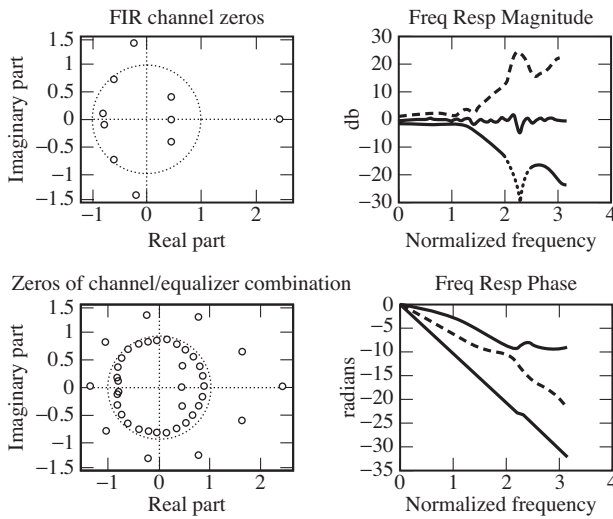 FIR channel zeros
Imaginary part
1.5
1
0.5
0
−0.5
−1
−1.5
−1 0 1 2
Real part
Freq Resp Magnitude
db
30
20
10
0
−10
−20
−30
0 1 2 3 4
Normalized frequency
Zeros of channel/equalizer combination
Imaginary part
1.5
1
0.5
0
−0.5
−1
−1.5
−1 0 1 2
Real part
Freq Resp Phase
radians
0
−5
−10
−15
−20
−25
−30
−35
0 1 2 3 4
Normalized frequency